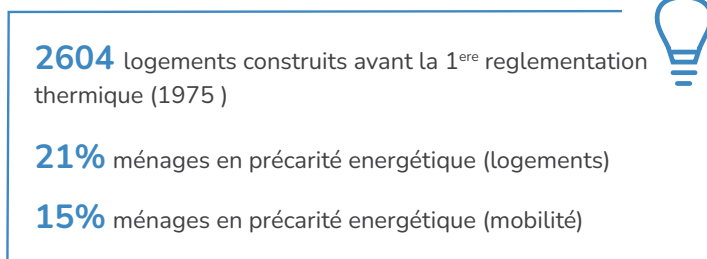 2604 logements construits avant la 1ere reglementation
thermique (1975 )
21% ménages en précarité energétique (logements)
15% ménages en précarité energétique (mobilité)